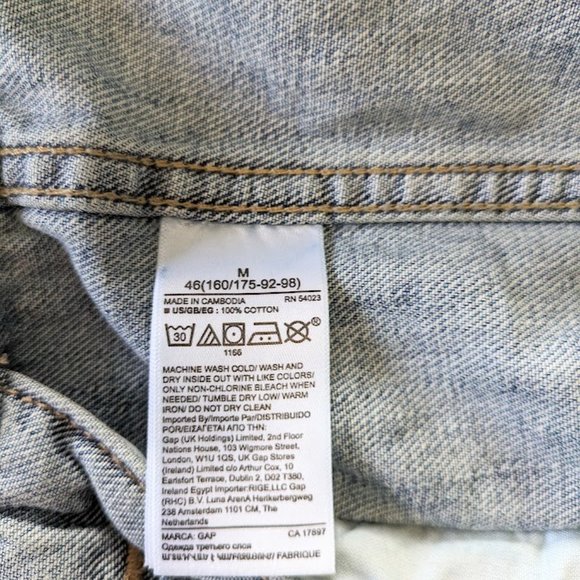 M
46(160/175-92-98)
MADE IN CAMBODIA RN 54023
US/GB/EG : 100% COTTON
30
®
1166
MACHINE WASH COLD/ WASH AND
DRY INSIDE OUT WITH LIKE COLORS/
ONLY NON-CHLORINE BLEACH WHEN
NEEDED/ TUMBLE DRY LOW/ WARM
IRON/ DO NOT DRY CLEAN
Imported By/Importe Par/DISTRIBUIDO
POR/ΕΙΣΑΓΕΤΑΙ ΑΠΟ:
Gap (UK Holdings) Limited, 2nd Floor
Nations House, 103 Wigmore Street,
London, W1U 1QS, UK Gap Stores
(Ireland) Limited c/o Arthur Cox, 10
Earlsfort Terrace, Dublin 2, D02 T380,
Ireland Egypt Importer:RIGE,LLC Gap
(RHC) B.V. Luna ArenA Herikerbergweg
238 Amsterdam 1101 CM, The
Netherlands
MARCA: GAP CA 17897
Одежда третьего слоя
FABRIQUE